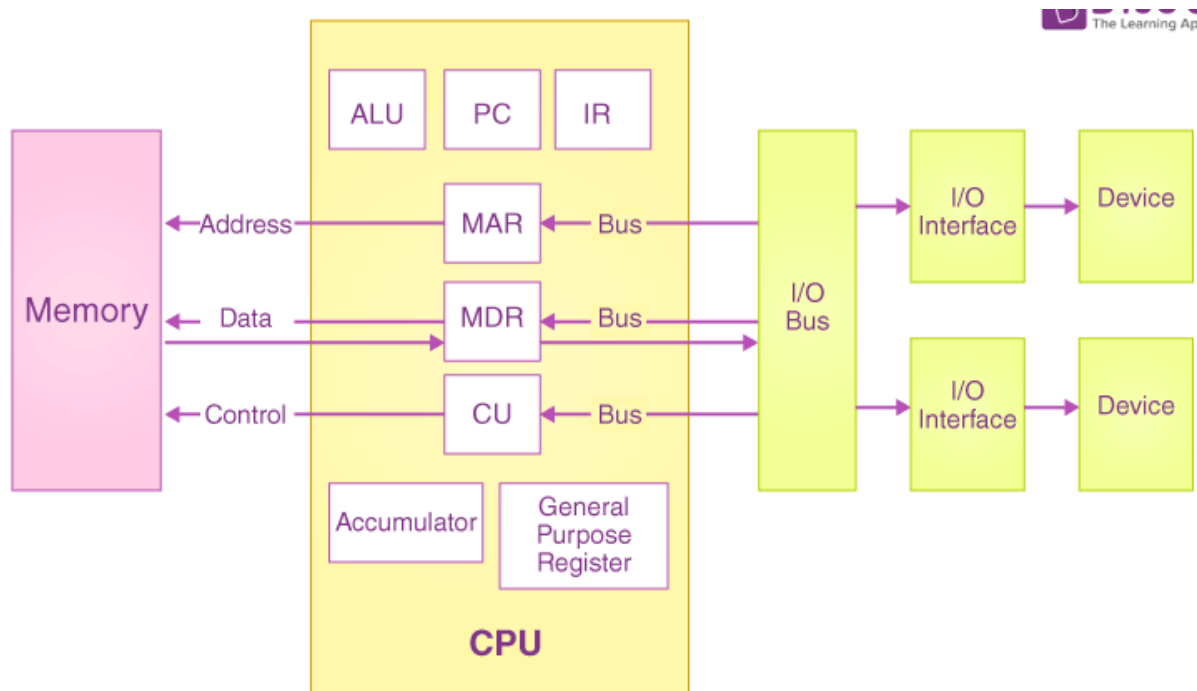 The Learning Ap
ALU
PC
IR
Address
MAR
Bus
Memory
Data
MDR
Bus
Control
CU
Bus
I/O
Bus
I/O
Interface
Device
I/O
Interface
Device
Accumulator
General
Purpose
Register
CPU